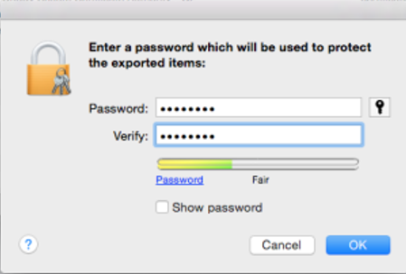 Enter a password which will be used to protect
the exported items:
Password: ••••••••
Verify: ••••••••
Password Fair
Show password
? Cancel OK